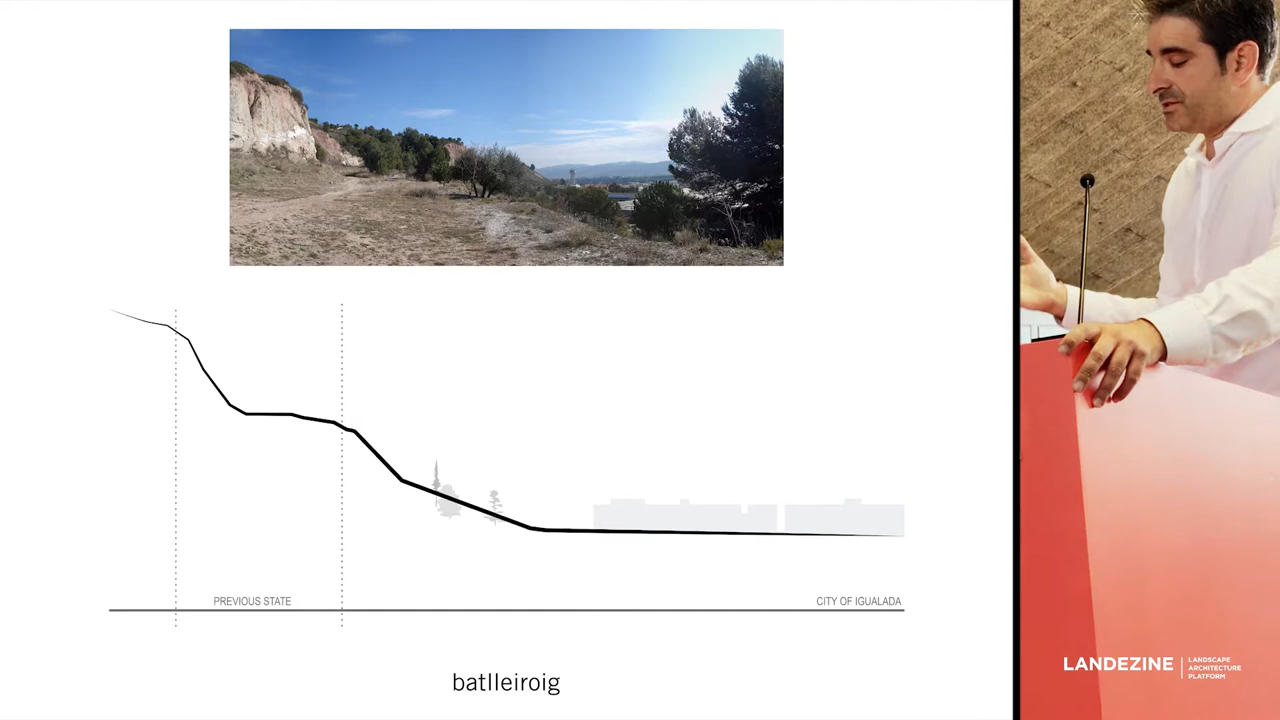 PREVIOUS STATE
CITY OF IGUALADA
batlleiroig
LANDEZINE
LANDSCAPE
ARCHITECTURE
PLATFORM